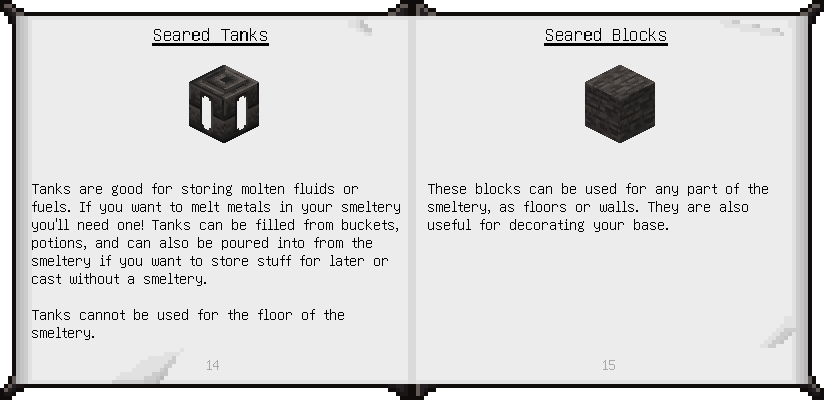 Seared Tanks
Tanks are good for storing molten fluids or
fuels. If you want to melt metals in your smeltery
you'll need one! Tanks can be filled from buckets,
potions, and can also be poured into from the
smeltery if you want to store stuff for later or
cast without a smeltery.
Tanks cannot be used for the floor of the
smeltery.
14
Seared Blocks
These blocks can be used for any part of the
smeltery, as floors or walls. They are also
useful for decorating your base.
15